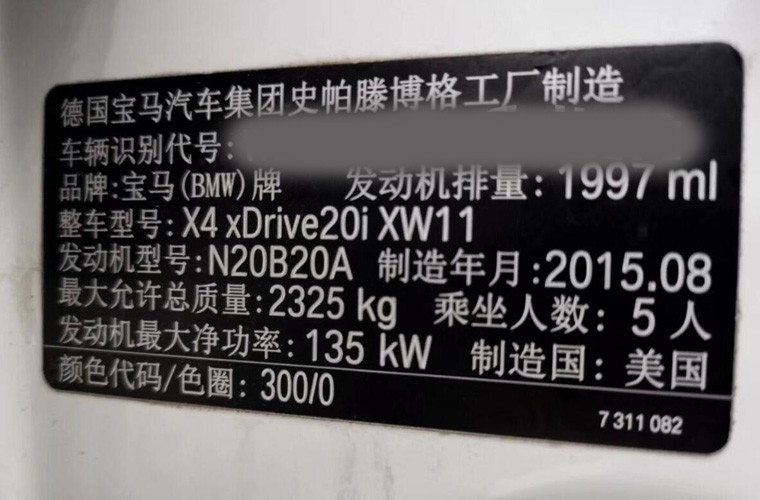 德国宝马汽车集团史帕滕博格工厂制造
车辆识别代号:
品牌:宝马(BMW)牌 发动机排量: 1997 ml
整车型号: X4 xDrive20i XW11
发动机型号: N20B20A 制造年月: 2015.08
最大允许总质量: 2325 kg 乘坐人数: 5 人
发动机最大净功率: 135 kW 制造国: 美国
颜色代码/色圈: 300/0
7 311 082